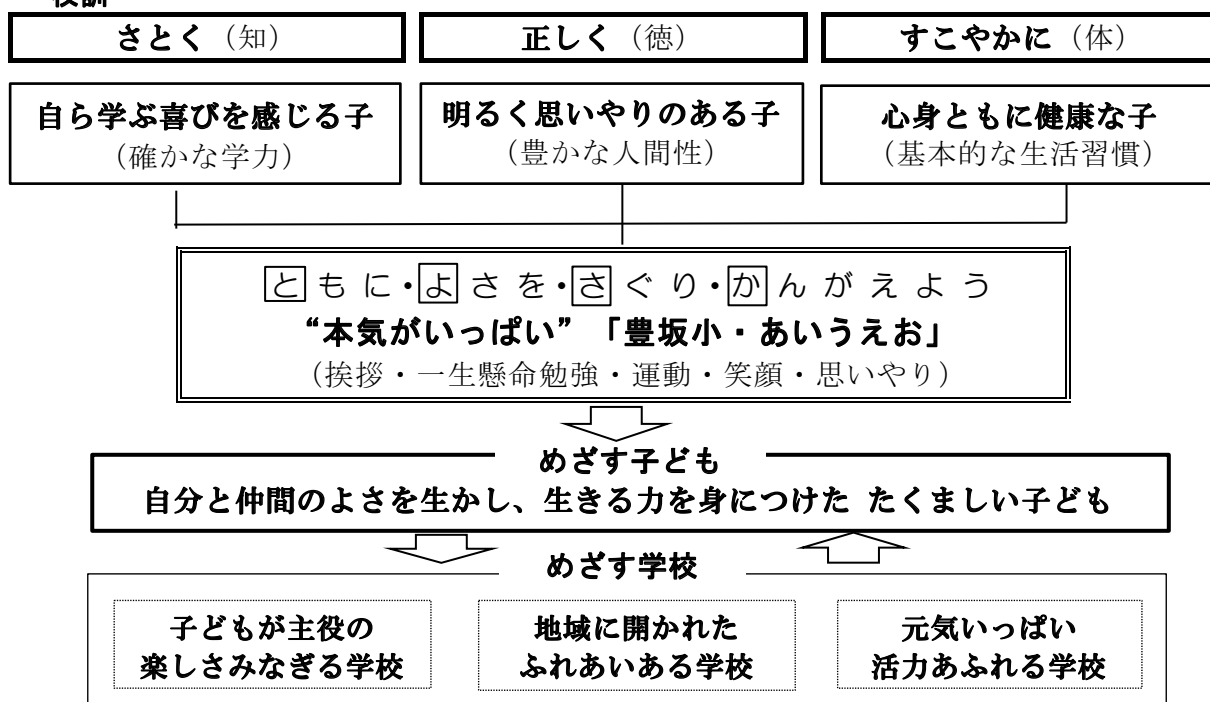 校訓
さとく（知）
正しく（徳）
すこやかに（体）
自ら学ぶ喜びを感じる子
（確かな学力）
明るく思いやりのある子
（豊かな人間性）
心身ともに健康な子
（基本的な生活習慣）
ともに・よさを・さぐり・かんがえよう
“本気がいっぱい”「豊坂小・あいうえお」
（挨拶・一生懸命勉強・運動・笑顔・思いやり）
めざす子ども
自分と仲間のよさを生かし、生きる力を身につけた たくましい子ども
めざす学校
子どもが主役の
楽しさみなぎる学校
地域に開かれた
ふれあいある学校
元気いっぱい
活力あふれる学校